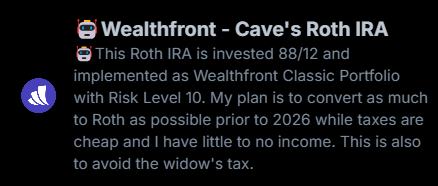 🤖Wealthfront - Cave's Roth IRA
🤖This Roth IRA is invested 88/12 and
implemented as Wealthfront Classic Portfolio
with Risk Level 10. My plan is to convert as much
to Roth as possible prior to 2026 while taxes are
cheap and I have little to no income. This is also
to avoid the widow's tax.